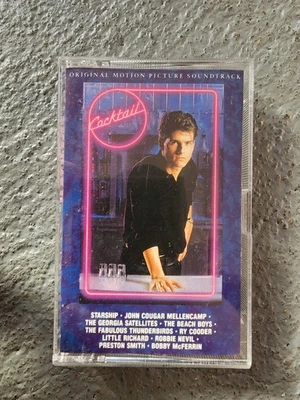 ORIGINAL MOTION PICTURE SOUNDTRACK
Cocktail
STARSHIP · JOHN COUGAR MELLENCAMP ·
THE GEORGIA SATELLITES · THE BEACH BOYS ·
THE FABULOUS THUNDERBIRDS · RY COODER ·
LITTLE RICHARD · ROBBIE NEVIL ·
PRESTON SMITH · BOBBY McFERRIN